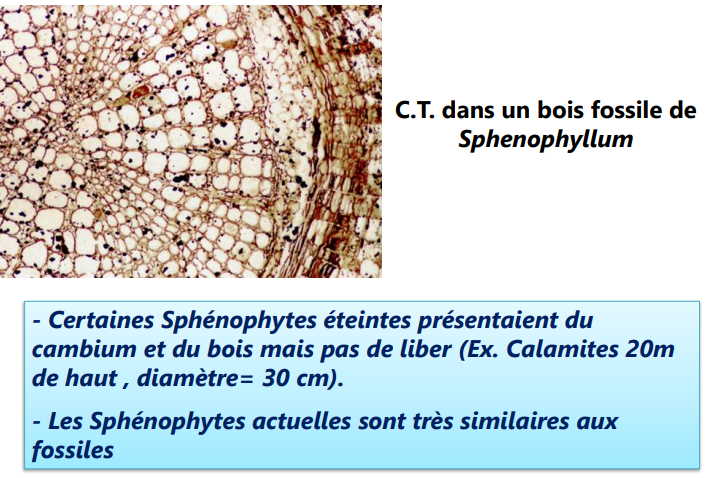 C.T. dans un bois fossile de
Sphenophyllum
- Certaines Sphénophytes éteintes présentaient du
cambium et du bois mais pas de liber (Ex. Calamites 20m
de haut , diamètre= 30 cm).
- Les Sphénophytes actuelles sont très similaires aux
fossiles